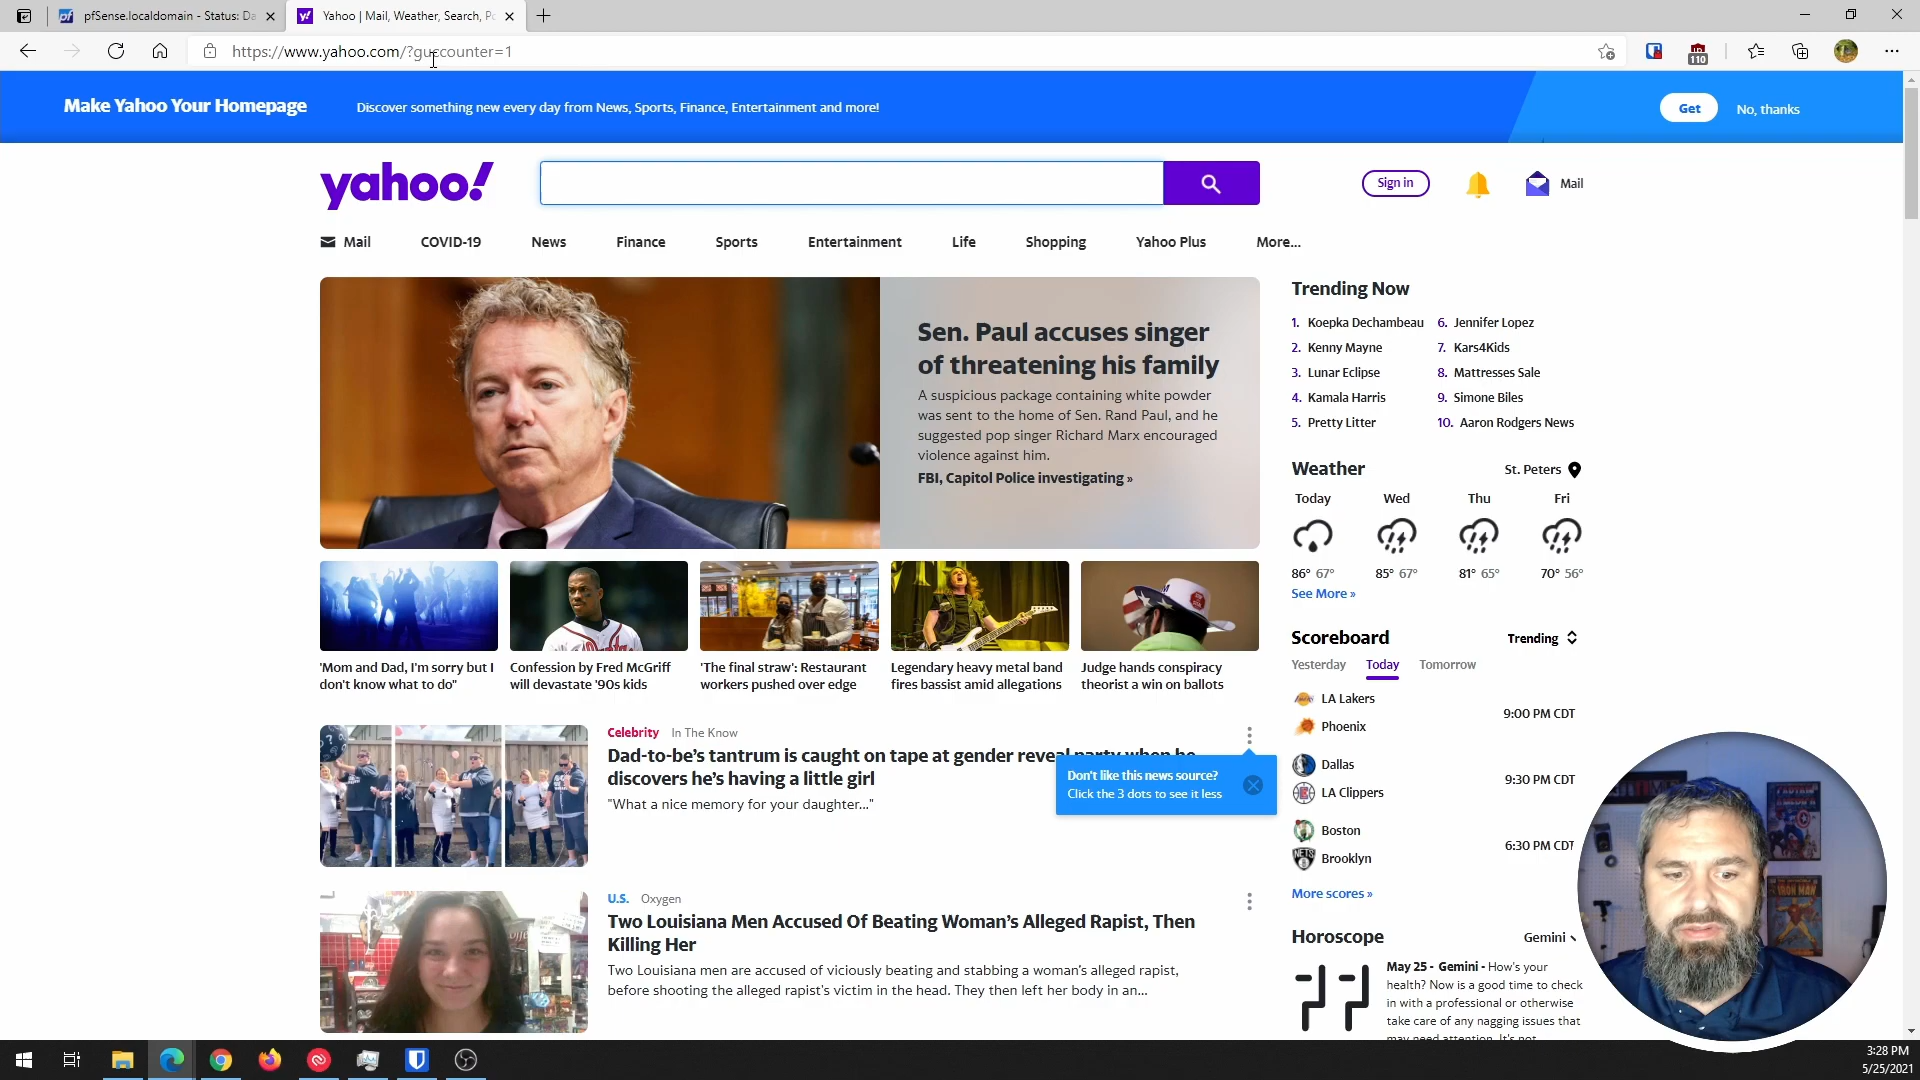 pfSense.localdomain - Status: Da
Yahoo | Mail, Weather, Search, Po
https://www.yahoo.com/?guccounter=1
110
Make Yahoo Your Homepage
Discover something new every day from News, Sports, Finance, Entertainment and more!
Get
No, thanks
yahoo!
Sign in
Mail
Mail
COVID-19
News
Finance
Sports
Entertainment
Life
Shopping
Yahoo Plus
More...
Sen. Paul accuses singer
of threatening his family
A suspicious package containing white powder
was sent to the home of Sen. Rand Paul, and he
suggested pop singer Richard Marx encouraged
violence against him.
FBI, Capitol Police investigating »
'Mom and Dad, I'm sorry but I
don't know what to do"
Confession by Fred McGriff
will devastate '90s kids
'The final straw': Restaurant
workers pushed over edge
Legendary heavy metal band
fires bassist amid allegations
Judge hands conspiracy
theorist a win on ballots
Celebrity In The Know
Dad-to-be’s tantrum is caught on tape at gender reveal party when he
discovers he’s having a little girl
"What a nice memory for your daughter..."
Don't like this news source?
Click the 3 dots to see it less
U.S. Oxygen
Two Louisiana Men Accused Of Beating Woman’s Alleged Rapist, Then
Killing Her
Two Louisiana men are accused of viciously beating and stabbing a woman’s alleged rapist,
before shooting the alleged rapist's victim in the head. They then left her body in an...
Trending Now
1. Koepka Dechambeau
2. Kenny Mayne
3. Lunar Eclipse
4. Kamala Harris
5. Pretty Litter
6. Jennifer Lopez
7. Kars4Kids
8. Mattresses Sale
9. Simone Biles
10. Aaron Rodgers News
Weather
St. Peters
Today Wed Thu Fri
86° 67° 85° 67° 81° 65° 70° 56°
See More »
Scoreboard
Trending
Yesterday Today Tomorrow
LA Lakers
Phoenix
9:00 PM CDT
Dallas
LA Clippers
9:30 PM CDT
Boston
Brooklyn
6:30 PM CDT
More scores »
Horoscope
Gemini
May 25 - Gemini - How's your
health? Now is a good time to check
in with a professional or otherwise
take care of any nagging issues that
may need attention. It's not
CAPTAIN
IRON MAN
3:28 PM
5/25/2021